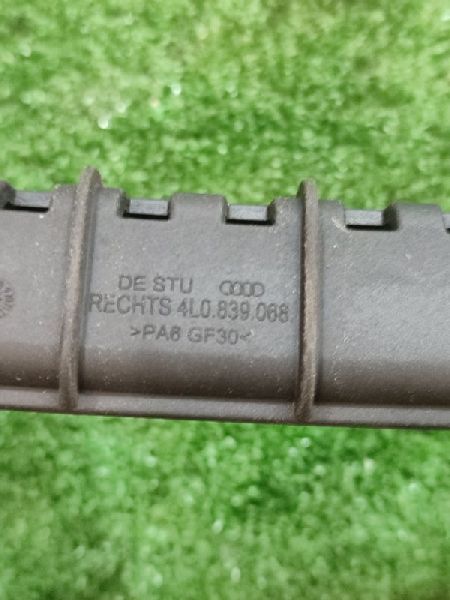 DE STU
RECHTS 4L0.839.068
>PA6 GF30<